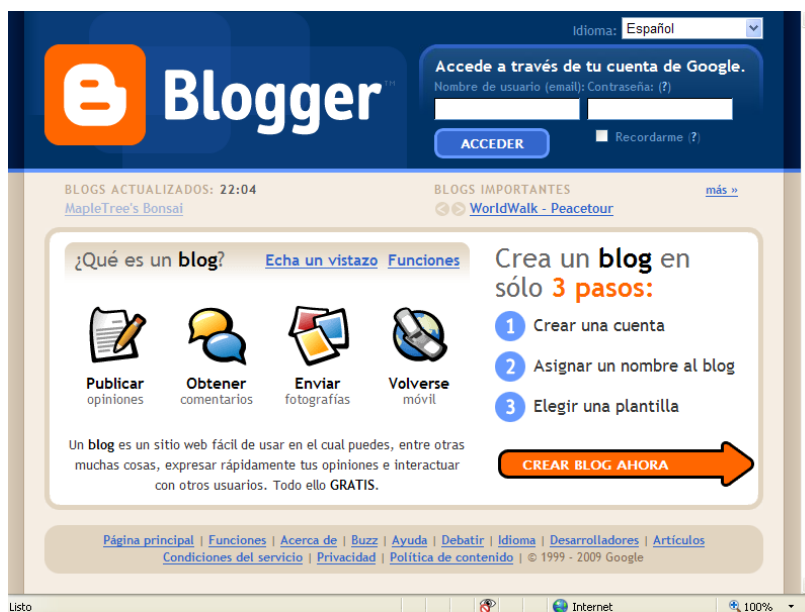 Idioma: Español
Blogger™
Accede a través de tu cuenta de Google.
Nombre de usuario (email): Contraseña: (?)
ACCEDER
Recordarme (?)
BLOGS ACTUALIZADOS: 22:04
MapleTree's Bonsai
BLOGS IMPORTANTES
más »
WorldWalk - Peacetour
¿Qué es un blog?
Echa un vistazo Funciones
Publicar
opiniones
Obtener
comentarios
Enviar
fotografías
Volverse
móvil
Un blog es un sitio web fácil de usar en el cual puedes, entre otras
muchas cosas, expresar rápidamente tus opiniones e interactuar
con otros usuarios. Todo ello GRATIS.
Crea un blog en
sólo 3 pasos:
1 Crear una cuenta
2 Asignar un nombre al blog
3 Elegir una plantilla
CREAR BLOG AHORA
Página principal | Funciones | Acerca de | Buzz | Ayuda | Debatir | Idioma | Desarrolladores | Artículos
Condiciones del servicio | Privacidad | Política de contenido | © 1999 - 2009 Google
Listo
Internet
100%